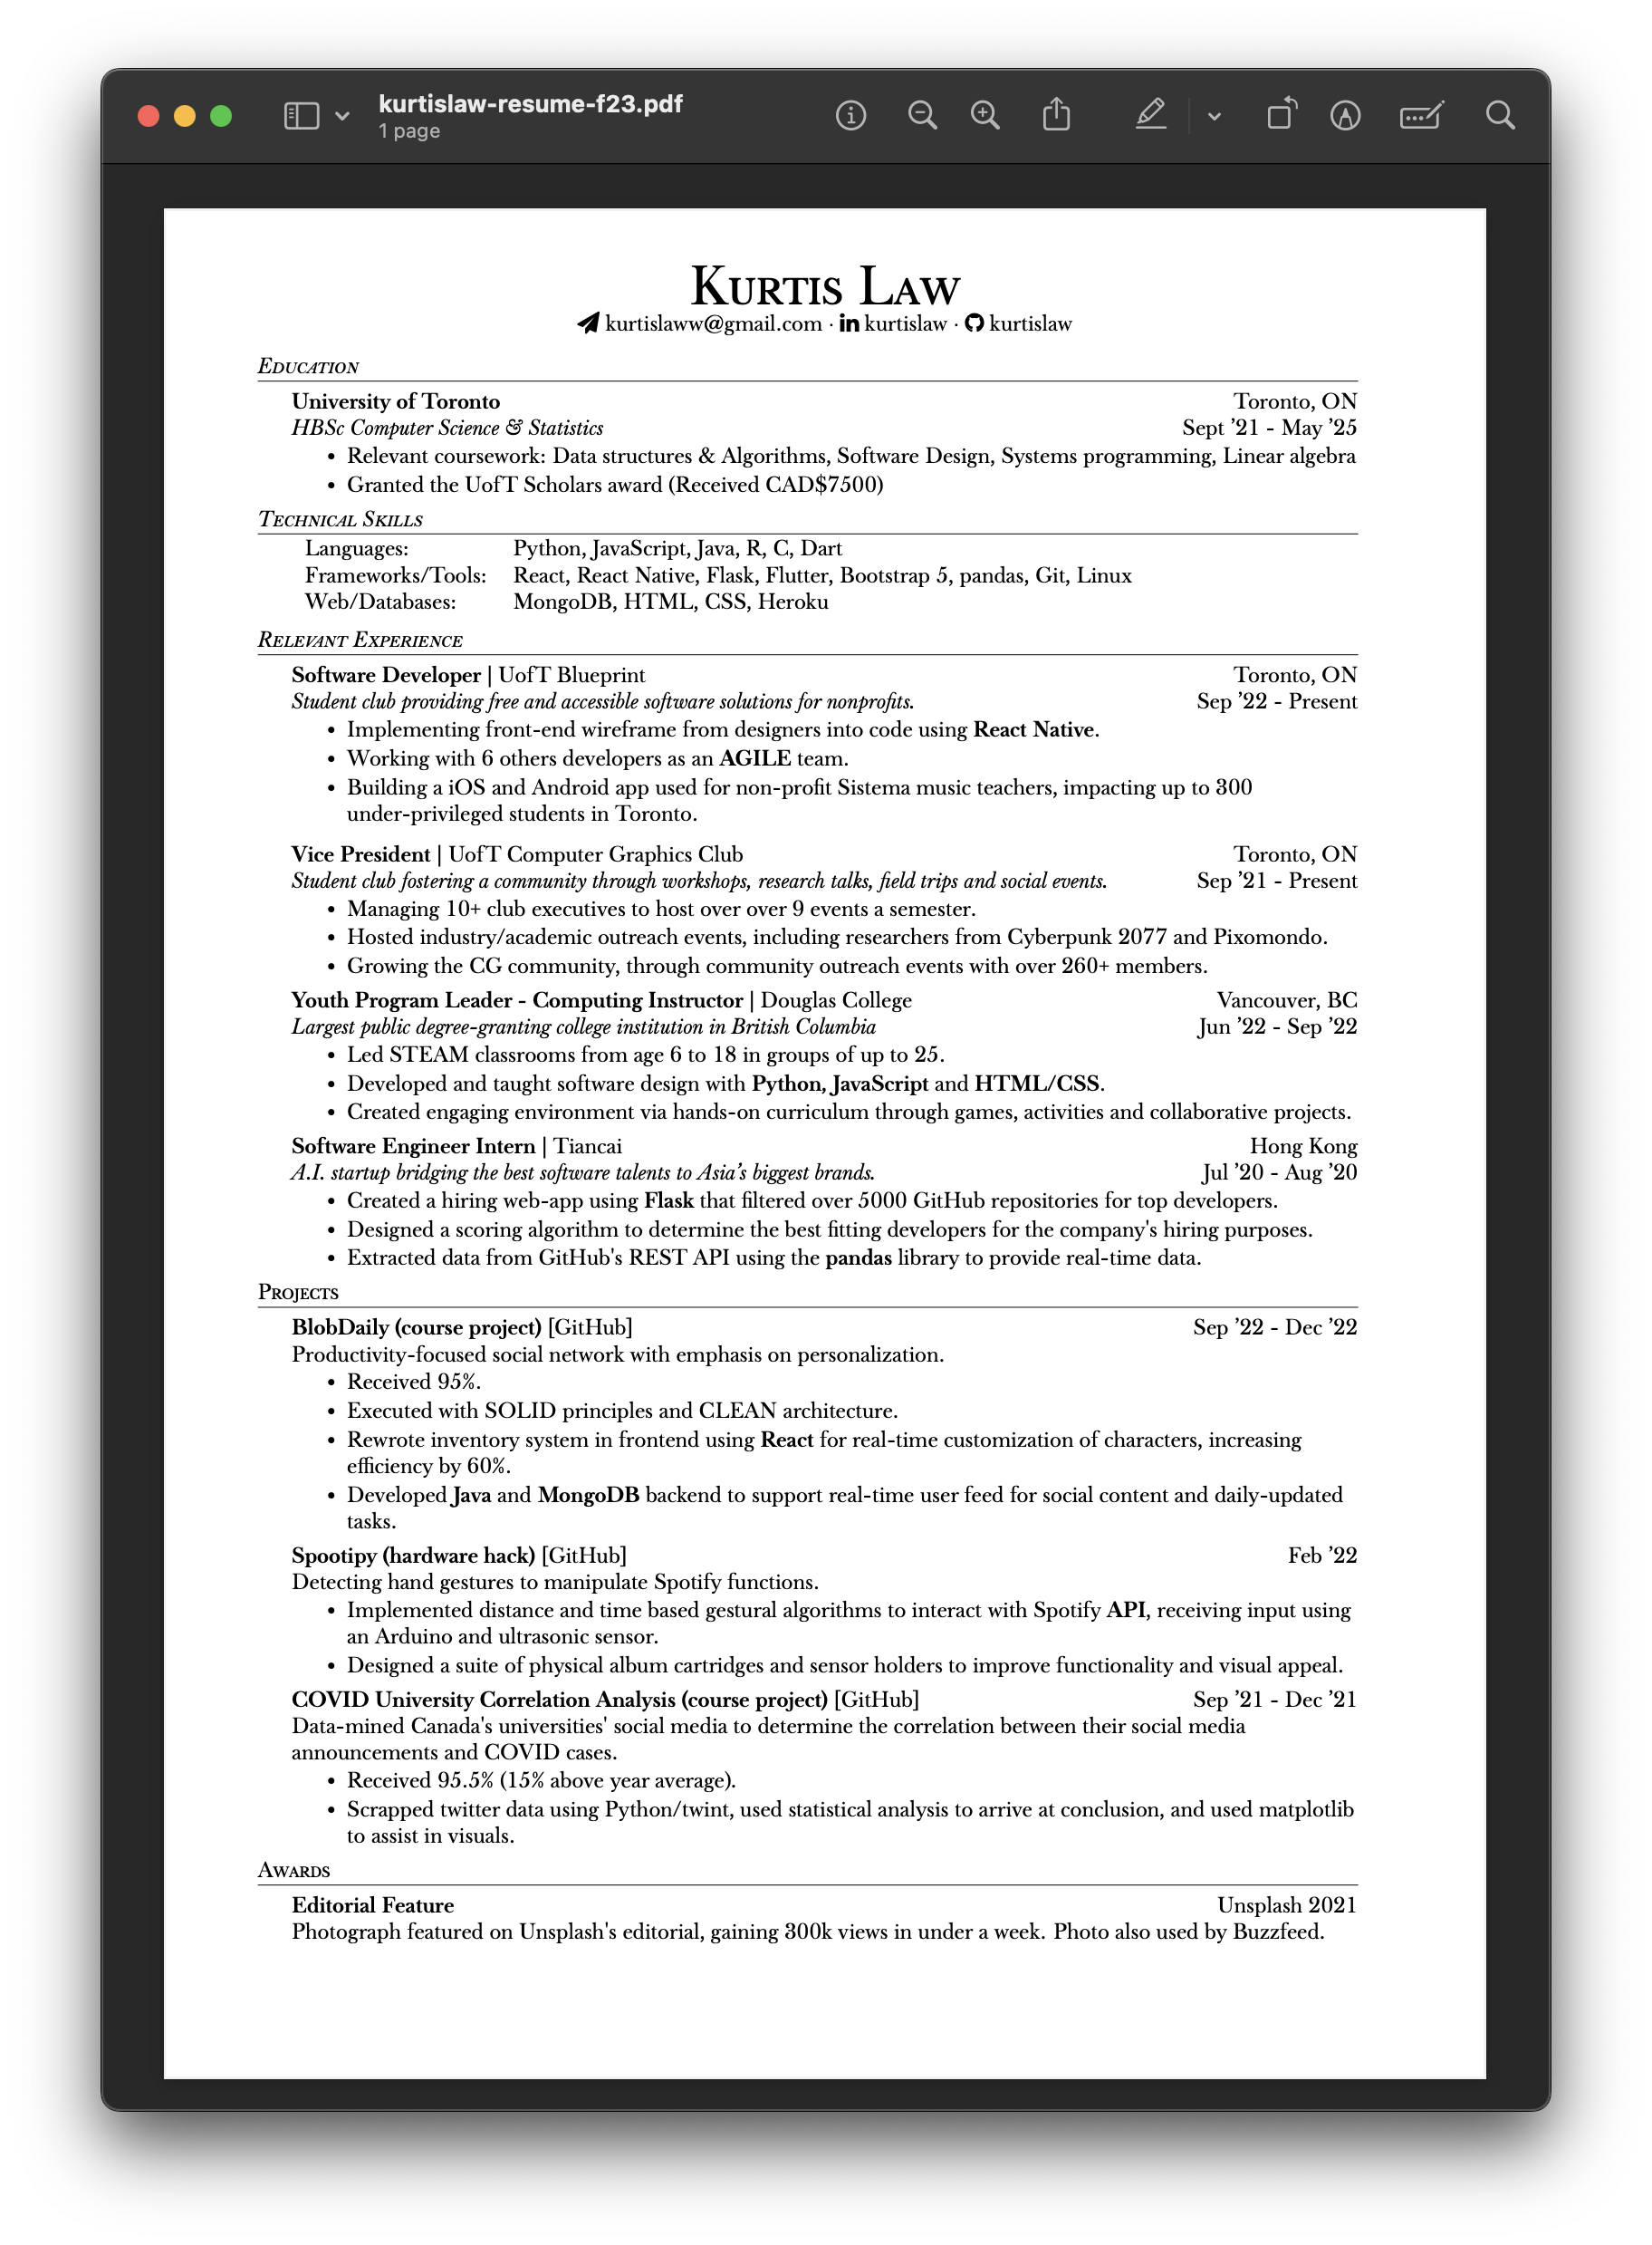 kurtislaw-resume-f23.pdf
1 page
Kurtis Law
kurtislaww@gmail.com · kurtislaw · kurtislaw
Education
University of Toronto Toronto, ON
HBSc Computer Science & Statistics Sept ’21 - May ’25
• Relevant coursework: Data structures & Algorithms, Software Design, Systems programming, Linear algebra
• Granted the UofT Scholars award (Received CAD$7500)
Technical Skills
Languages: Python, JavaScript, Java, R, C, Dart
Frameworks/Tools: React, React Native, Flask, Flutter, Bootstrap 5, pandas, Git, Linux
Web/Databases: MongoDB, HTML, CSS, Heroku
Relevant Experience
Software Developer | UofT Blueprint Toronto, ON
Student club providing free and accessible software solutions for nonprofits. Sep ’22 - Present
• Implementing front-end wireframe from designers into code using React Native.
• Working with 6 others developers as an AGILE team.
• Building a iOS and Android app used for non-profit Sistema music teachers, impacting up to 300
under-privileged students in Toronto.
Vice President | UofT Computer Graphics Club Toronto, ON
Student club fostering a community through workshops, research talks, field trips and social events. Sep ’21 - Present
• Managing 10+ club executives to host over over 9 events a semester.
• Hosted industry/academic outreach events, including researchers from Cyberpunk 2077 and Pixomondo.
• Growing the CG community, through community outreach events with over 260+ members.
Youth Program Leader - Computing Instructor | Douglas College Vancouver, BC
Largest public degree-granting college institution in British Columbia Jun ’22 - Sep ’22
• Led STEAM classrooms from age 6 to 18 in groups of up to 25.
• Developed and taught software design with Python, JavaScript and HTML/CSS.
• Created engaging environment via hands-on curriculum through games, activities and collaborative projects.
Software Engineer Intern | Tiancai Hong Kong
A.I. startup bridging the best software talents to Asia’s biggest brands. Jul ’20 - Aug ’20
• Created a hiring web-app using Flask that filtered over 5000 GitHub repositories for top developers.
• Designed a scoring algorithm to determine the best fitting developers for the company's hiring purposes.
• Extracted data from GitHub's REST API using the pandas library to provide real-time data.
Projects
BlobDaily (course project) [GitHub] Sep ’22 - Dec ’22
Productivity-focused social network with emphasis on personalization.
• Received 95%.
• Executed with SOLID principles and CLEAN architecture.
• Rewrote inventory system in frontend using React for real-time customization of characters, increasing
efficiency by 60%.
• Developed Java and MongoDB backend to support real-time user feed for social content and daily-updated
tasks.
Spootipy (hardware hack) [GitHub] Feb ’22
Detecting hand gestures to manipulate Spotify functions.
• Implemented distance and time based gestural algorithms to interact with Spotify API, receiving input using
an Arduino and ultrasonic sensor.
• Designed a suite of physical album cartridges and sensor holders to improve functionality and visual appeal.
COVID University Correlation Analysis (course project) [GitHub] Sep ’21 - Dec ’21
Data-mined Canada's universities' social media to determine the correlation between their social media
announcements and COVID cases.
• Received 95.5% (15% above year average).
• Scrapped twitter data using Python/twint, used statistical analysis to arrive at conclusion, and used matplotlib
to assist in visuals.
Awards
Editorial Feature Unsplash 2021
Photograph featured on Unsplash's editorial, gaining 300k views in under a week. Photo also used by Buzzfeed.